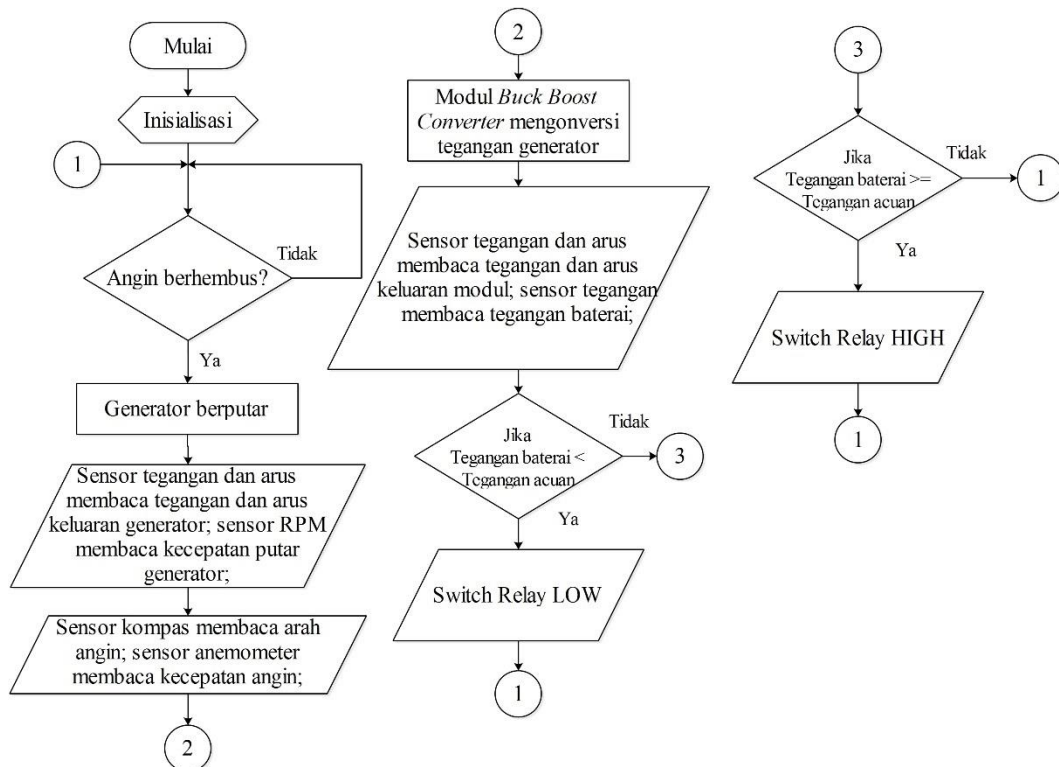 Mulai
Inisialisasi
1
Angin berhembus?
Tidak
Ya
Generator berputar
Sensor tegangan dan arus
membaca tegangan dan arus
keluaran generator; sensor RPM
membaca kecepatan putar
generator;
Sensor kompas membaca arah
angin; sensor anemometer
membaca kecepatan angin;
2
2
Modul Buck Boost
Converter mengonversi
tegangan generator
Sensor tegangan dan arus
membaca tegangan dan arus
keluaran modul; sensor tegangan
membaca tegangan baterai;
Jika
Tegangan baterai <
Tegangan acuan
Tidak
3
Ya
Switch Relay LOW
1
3
Jika
Tegangan baterai >=
Tegangan acuan
Tidak
1
Ya
Switch Relay HIGH
1